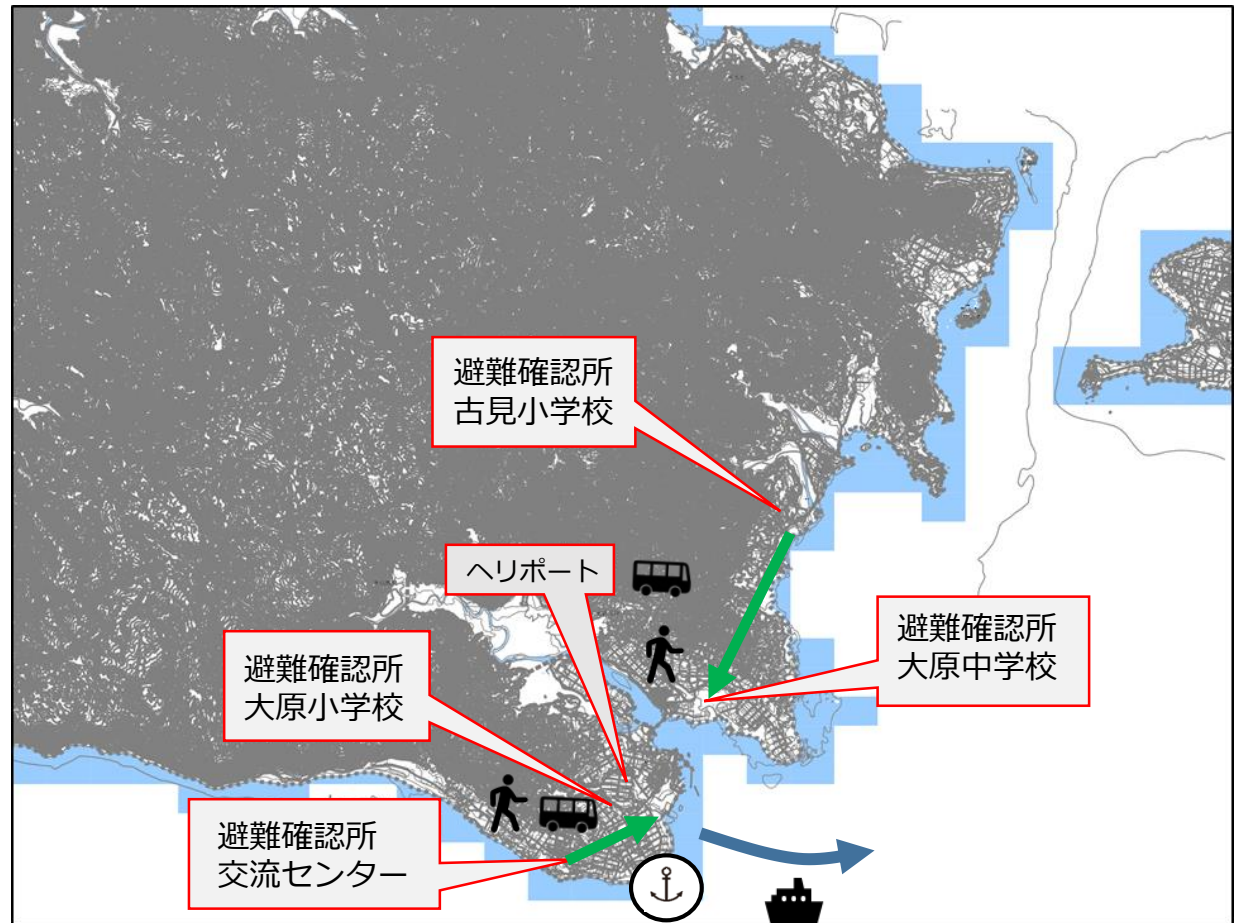 避難確認所
古見小学校
ヘリポート
避難確認所
大原中学校
避難確認所
大原小学校
避難確認所
交流センター